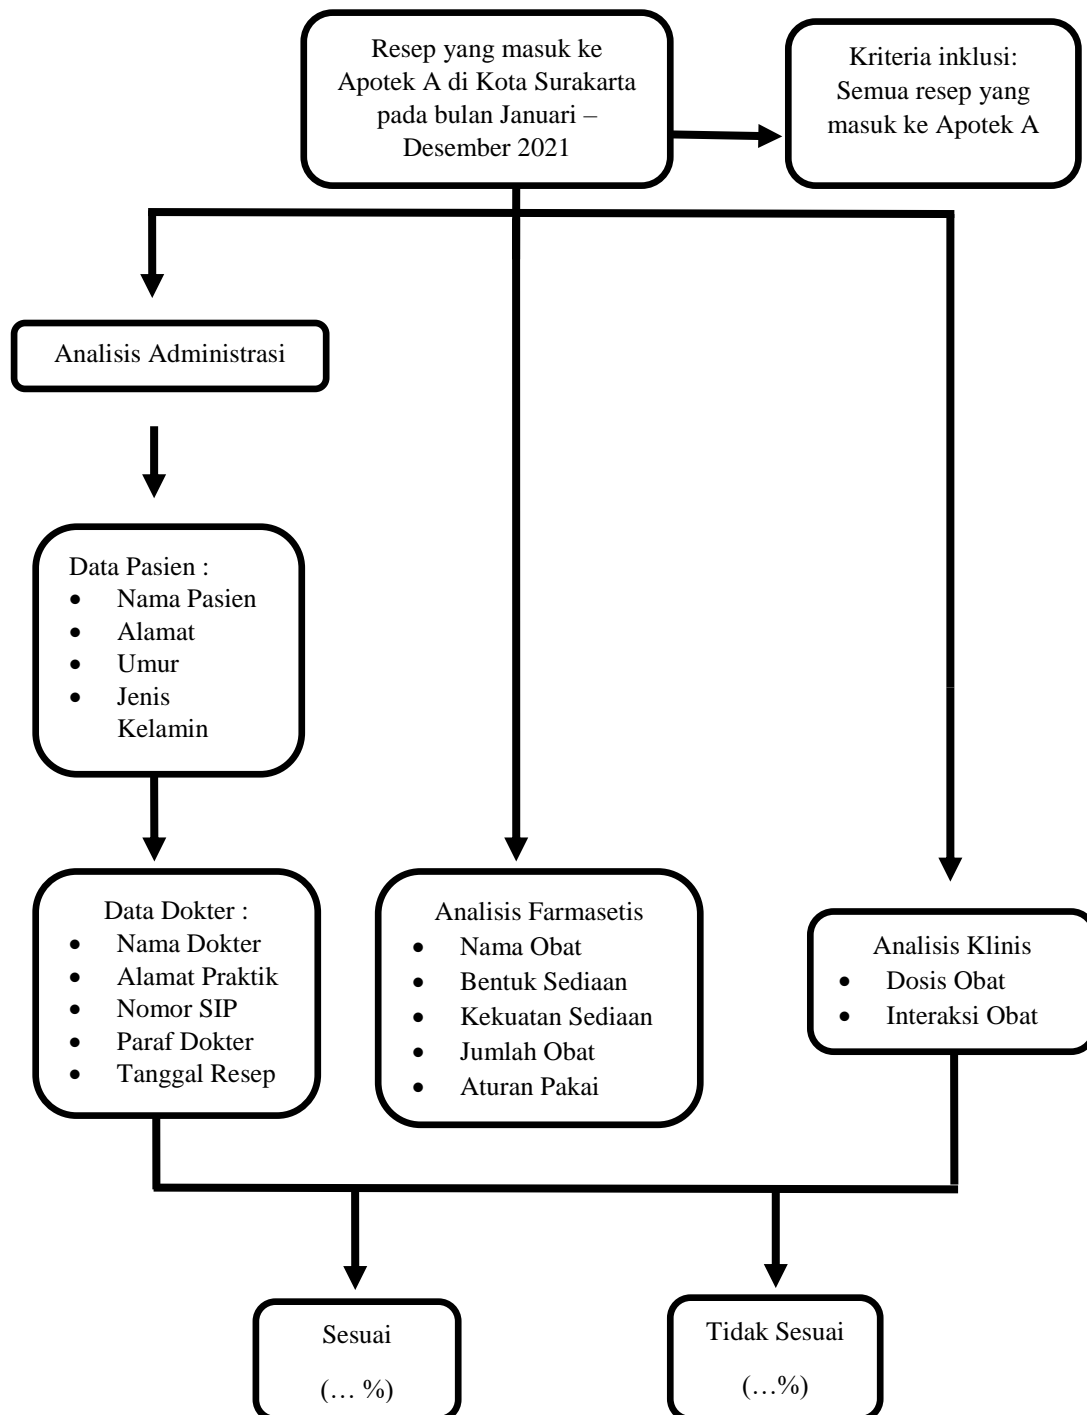 Resep yang masuk ke
Apotek A di Kota Surakarta
pada bulan Januari –
Desember 2021
Kriteria inklusi:
Semua resep yang
masuk ke Apotek A
Analisis Administrasi
Data Pasien :
• Nama Pasien
• Alamat
• Umur
• Jenis
Kelamin
Data Dokter :
• Nama Dokter
• Alamat Praktik
• Nomor SIP
• Paraf Dokter
• Tanggal Resep
Analisis Farmasetis
• Nama Obat
• Bentuk Sediaan
• Kekuatan Sediaan
• Jumlah Obat
• Aturan Pakai
Analisis Klinis
• Dosis Obat
• Interaksi Obat
Sesuai
(… %)
Tidak Sesuai
(…%)